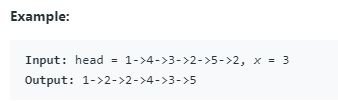 Example:
Input: head = 1->4->3->2->5->2, x = 3
Output: 1->2->2->4->3->5